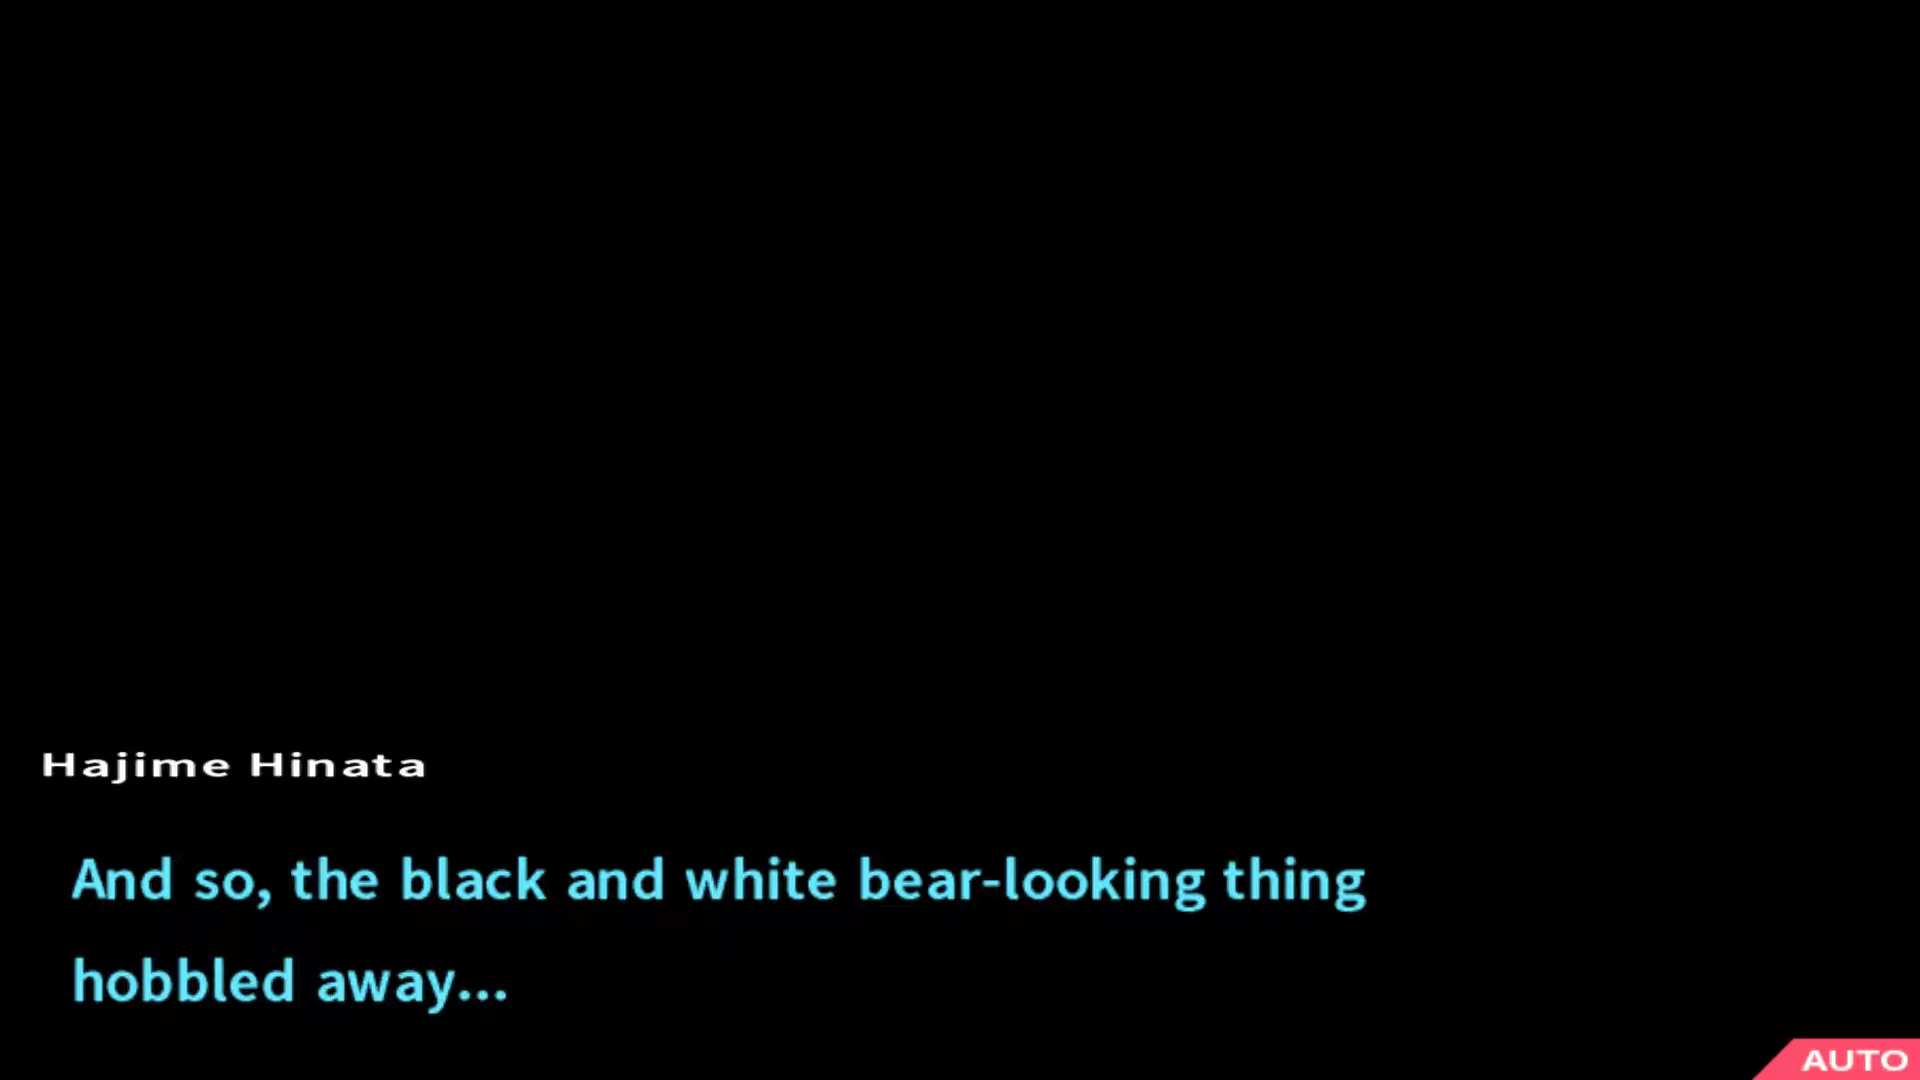 Hajime Hinata
And so, the black and white bear-looking thing
hobbled away...
AUTO